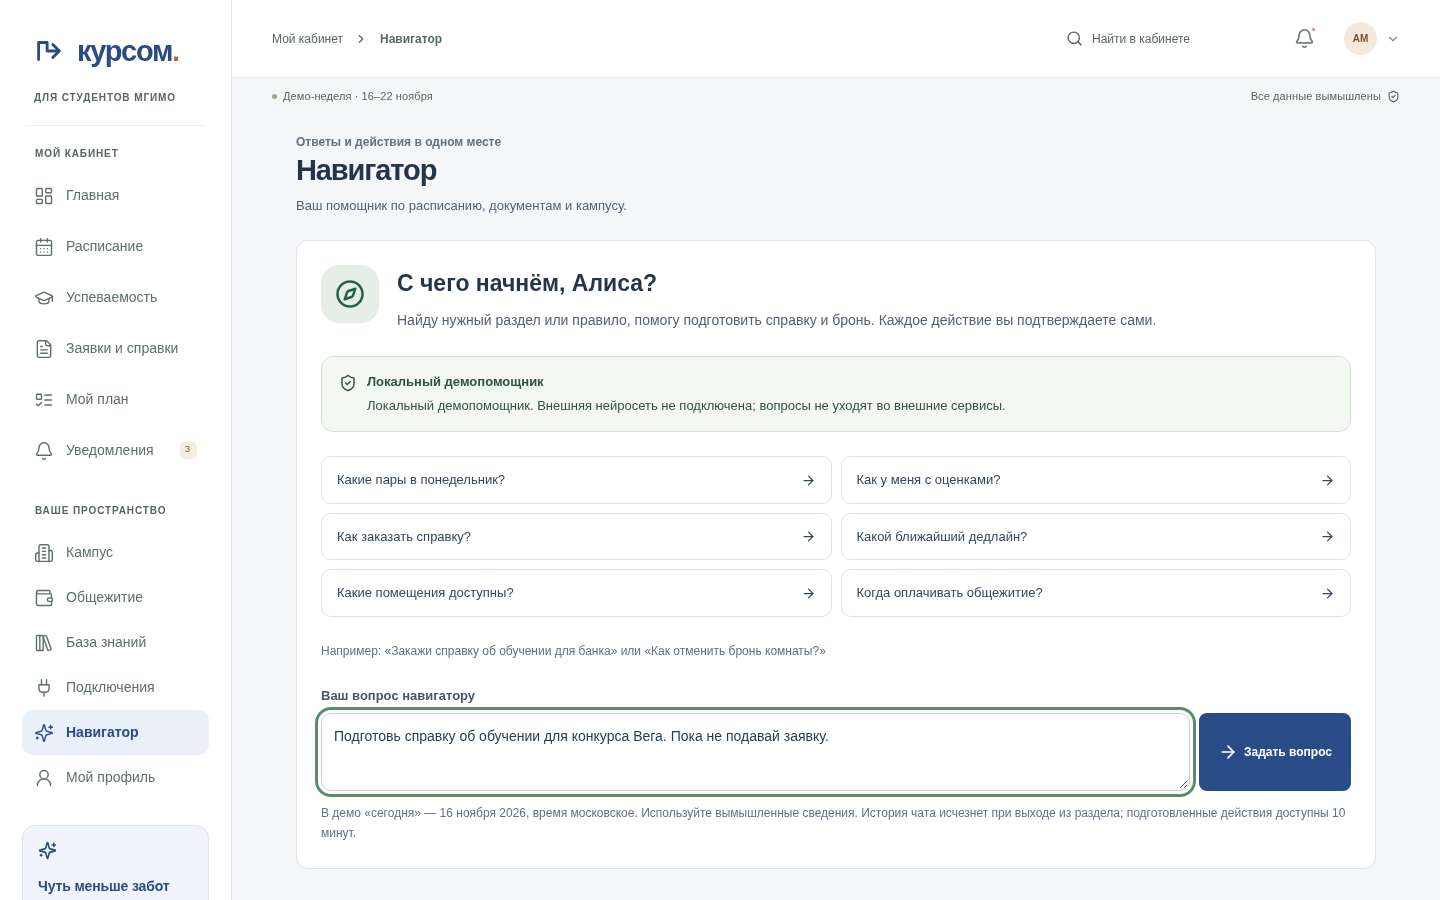 курсом.
ДЛЯ СТУДЕНТОВ МГИМО
МОЙ КАБИНЕТ
Главная
Расписание
Успеваемость
Заявки и справки
Мой план
Уведомления 3
ВАШЕ ПРОСТРАНСТВО
Кампус
Общежитие
База знаний
Подключения
Навигатор
Мой профиль
Чуть меньше забот
Мой кабинет Навигатор
Найти в кабинете
АМ
Демо-неделя · 16–22 ноября
Все данные вымышлены
Ответы и действия в одном месте
Навигатор
Ваш помощник по расписанию, документам и кампусу.
С чего начнём, Алиса?
Найду нужный раздел или правило, помогу подготовить справку и бронь. Каждое действие вы подтверждаете сами.
Локальный демопомощник
Локальный демопомощник. Внешняя нейросеть не подключена; вопросы не уходят во внешние сервисы.
Какие пары в понедельник?
Как у меня с оценками?
Как заказать справку?
Какой ближайший дедлайн?
Какие помещения доступны?
Когда оплачивать общежитие?
Например: «Закажи справку об обучении для банка» или «Как отменить бронь комнаты?»
Ваш вопрос навигатору
Подготовь справку об обучении для конкурса Вега. Пока не подавай заявку.
Задать вопрос
В демо «сегодня» — 16 ноября 2026, время московское. Используйте вымышленные сведения. История чата исчезнет при выходе из раздела; подготовленные действия доступны 10
минут.